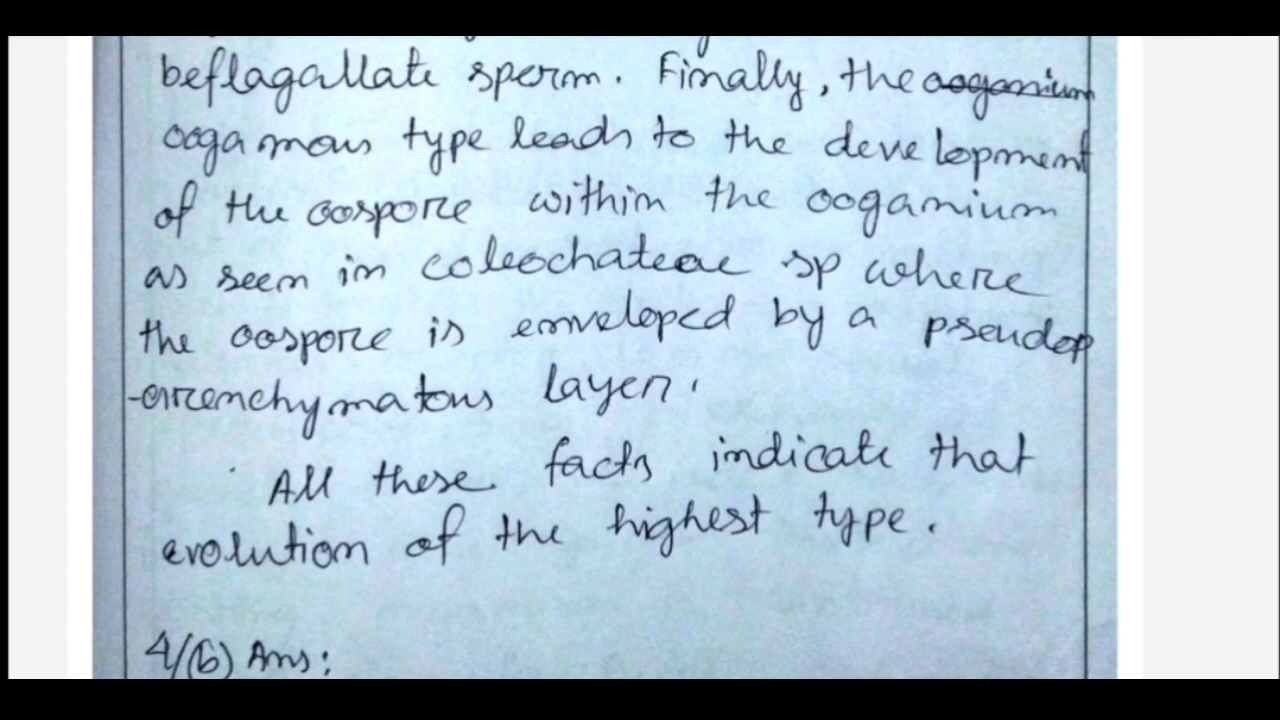 beflagallate sperm. Finally, the ooganium
oogamous type leads to the development
of the oospore within the ooganium
as seen in coleochateae sp where
the oospore is enveloped by a pseudop
-arenchymatous layer.
All these facts indicate that
evolution of the highest type.
4/(b) Ans: